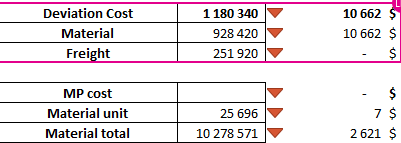 Deviation Cost 1 180 340 10 662 $
Material 928 420 10 662 $
Freight 251 920 - $
MP cost - $
Material unit 25 696 7 $
Material total 10 278 571 2 621 $